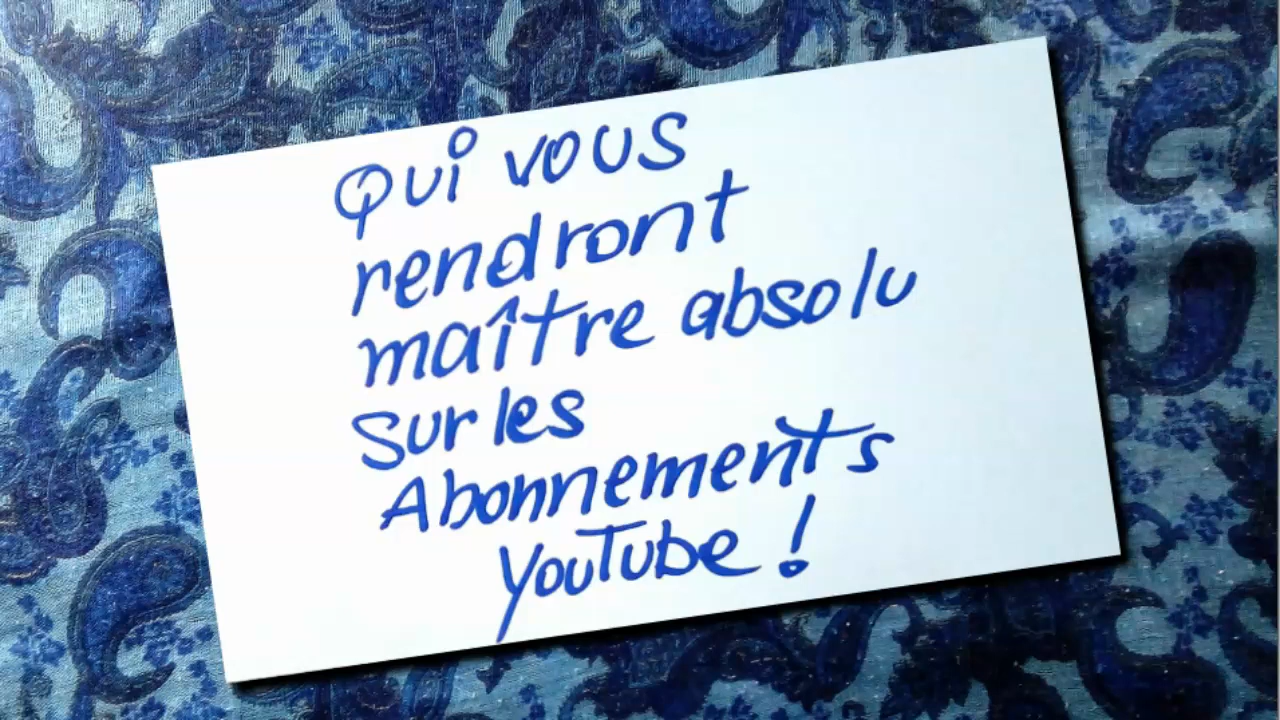 Qui vous
rendront
maître absolu
sur les
Abonnements
YouTube !